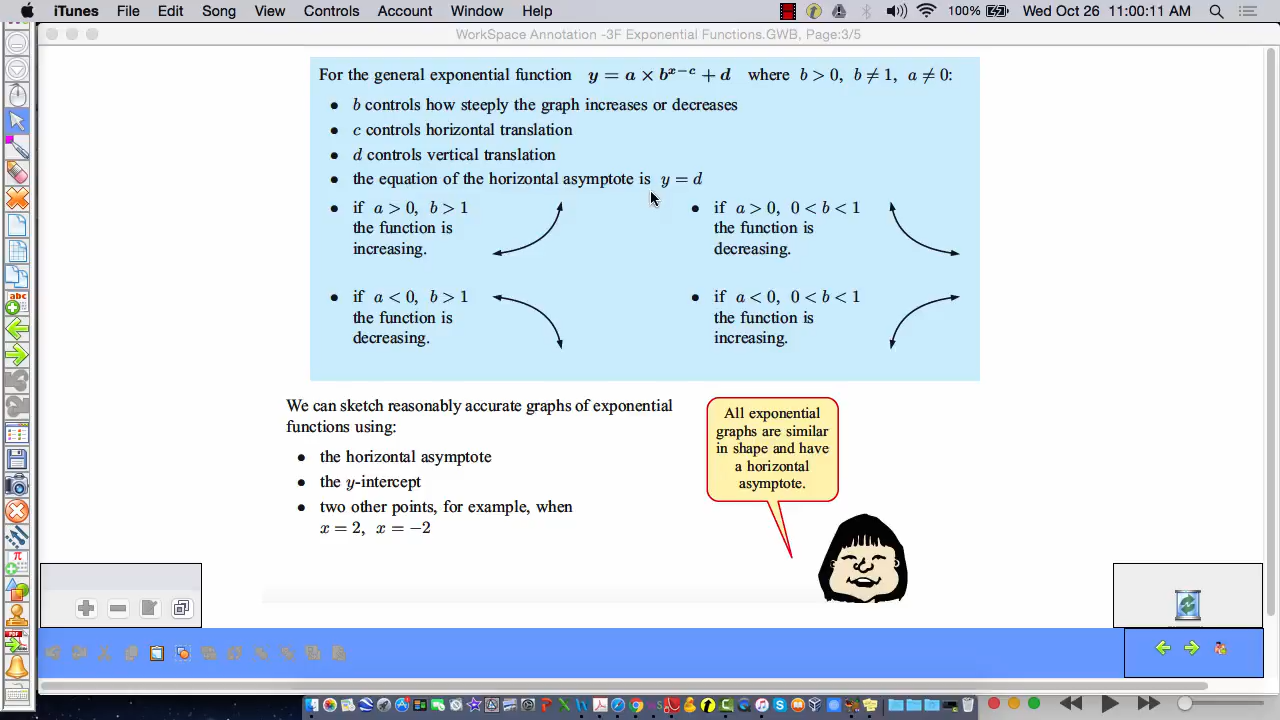 iTunes File Edit Song View Controls Account Window Help 100% Wed Oct 26 11:00:11 AM
WorkSpace Annotation -3F Exponential Functions.GWB, Page:3/5
For the general exponential function y = a × b^{x−c} + d where b > 0, b ≠ 1, a ≠ 0:
• b controls how steeply the graph increases or decreases
• c controls horizontal translation
• d controls vertical translation
• the equation of the horizontal asymptote is y = d
• if a > 0, b > 1
the function is
increasing.
• if a > 0, 0 < b < 1
the function is
decreasing.
• if a < 0, b > 1
the function is
decreasing.
• if a < 0, 0 < b < 1
the function is
increasing.
We can sketch reasonably accurate graphs of exponential
functions using:
• the horizontal asymptote
• the y-intercept
• two other points, for example, when
x = 2, x = −2
All exponential
graphs are similar
in shape and have
a horizontal
asymptote.
abc
π
PDF